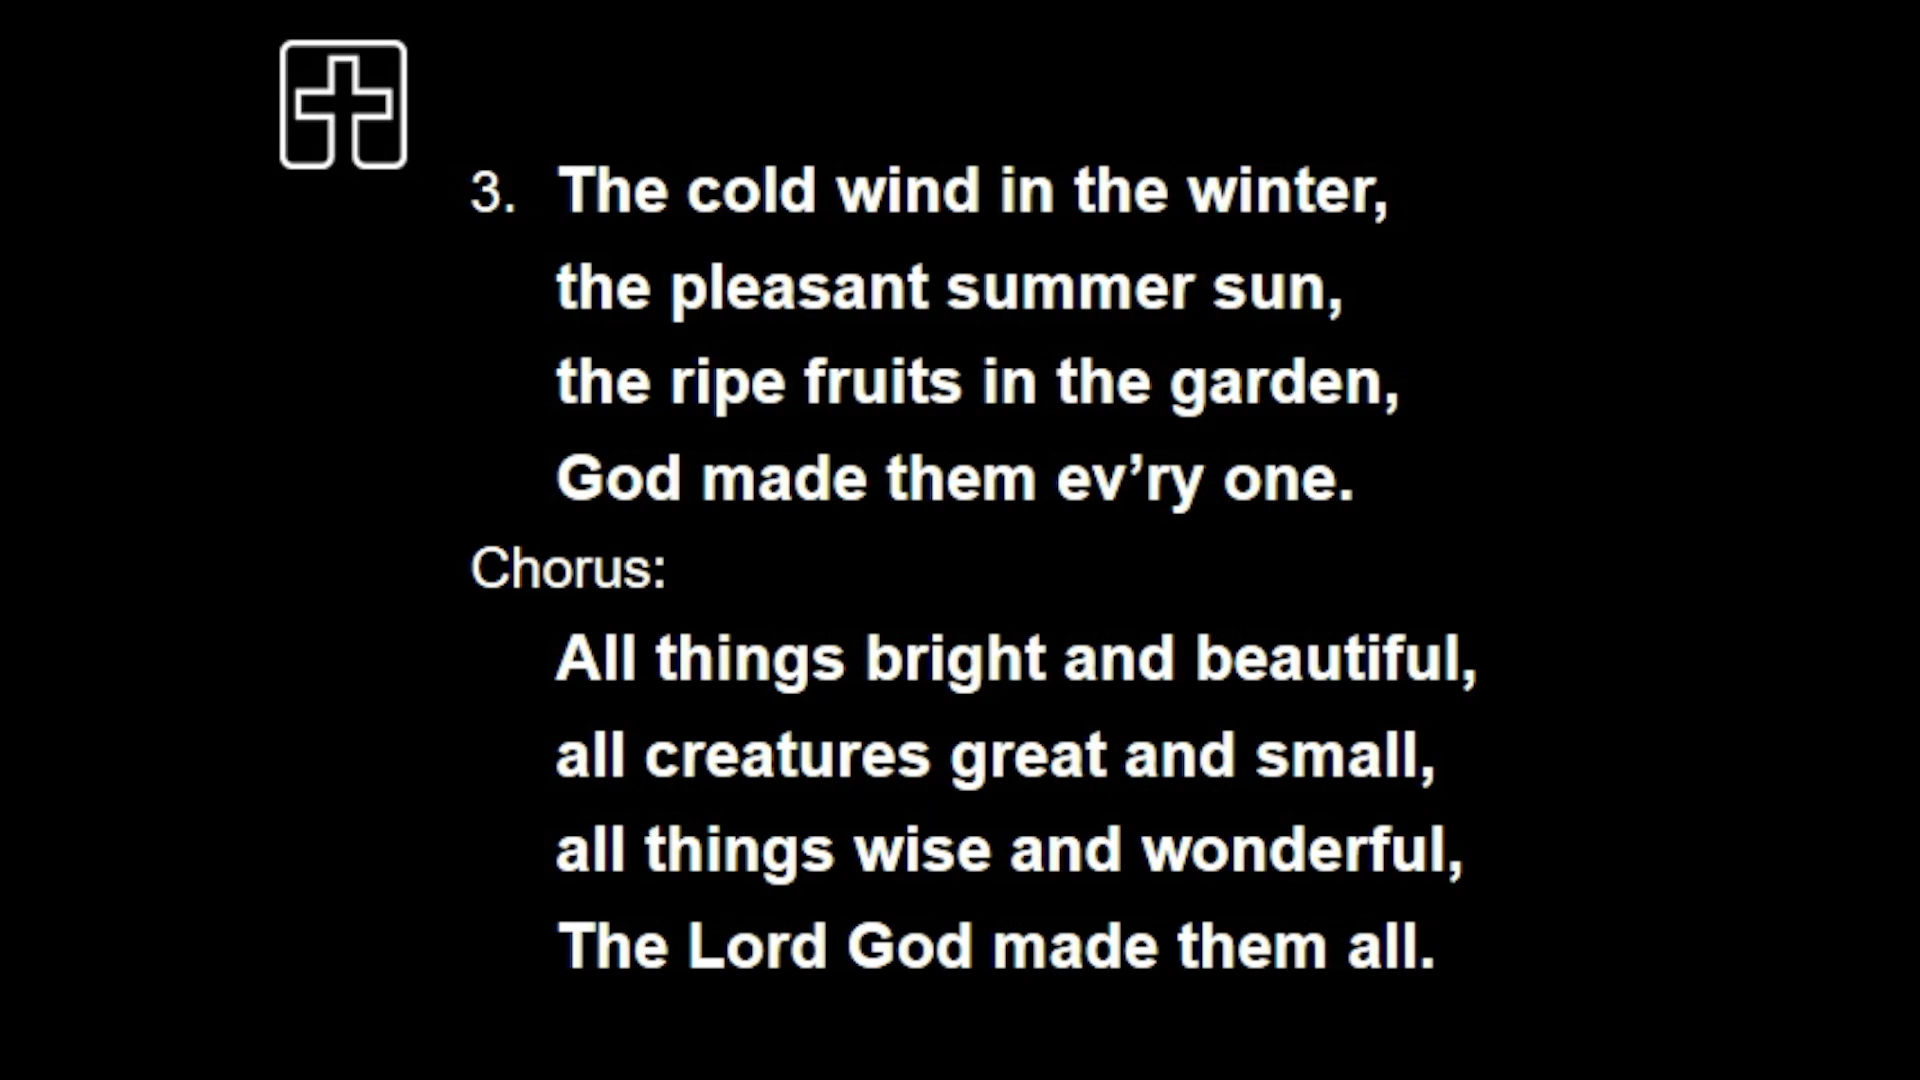 3. The cold wind in the winter,
the pleasant summer sun,
the ripe fruits in the garden,
God made them ev’ry one.
Chorus:
All things bright and beautiful,
all creatures great and small,
all things wise and wonderful,
The Lord God made them all.